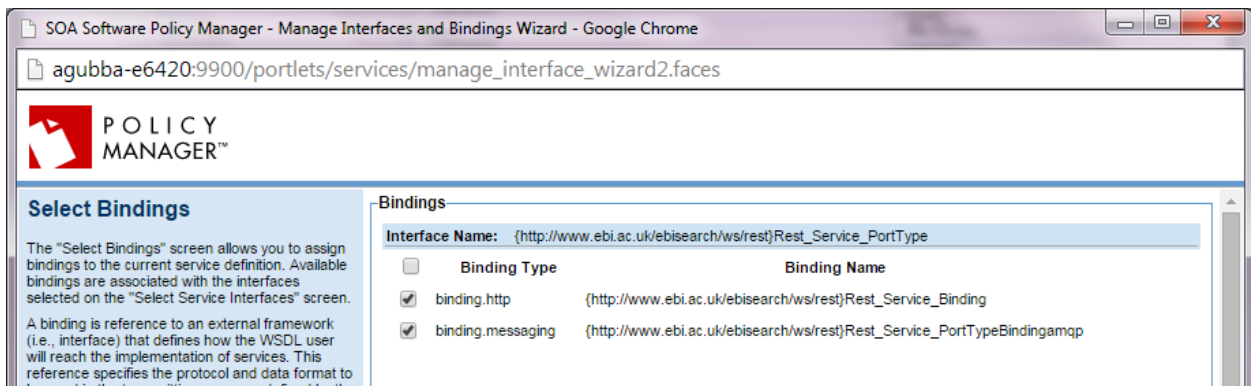 SOA Software Policy Manager - Manage Interfaces and Bindings Wizard - Google Chrome
agubba-e6420:9900/portlets/services/manage_interface_wizard2.faces
POLICY
MANAGER™
Select Bindings
The "Select Bindings" screen allows you to assign
bindings to the current service definition. Available
bindings are associated with the interfaces
selected on the "Select Service Interfaces" screen.
A binding is reference to an external framework
(i.e., interface) that defines how the WSDL user
will reach the implementation of services. This
reference specifies the protocol and data format to
Bindings
Interface Name: {http://www.ebi.ac.uk/ebisearch/ws/rest}Rest_Service_PortType
Binding Type Binding Name
binding.http {http://www.ebi.ac.uk/ebisearch/ws/rest}Rest_Service_Binding
binding.messaging {http://www.ebi.ac.uk/ebisearch/ws/rest}Rest_Service_PortTypeBindingamqp